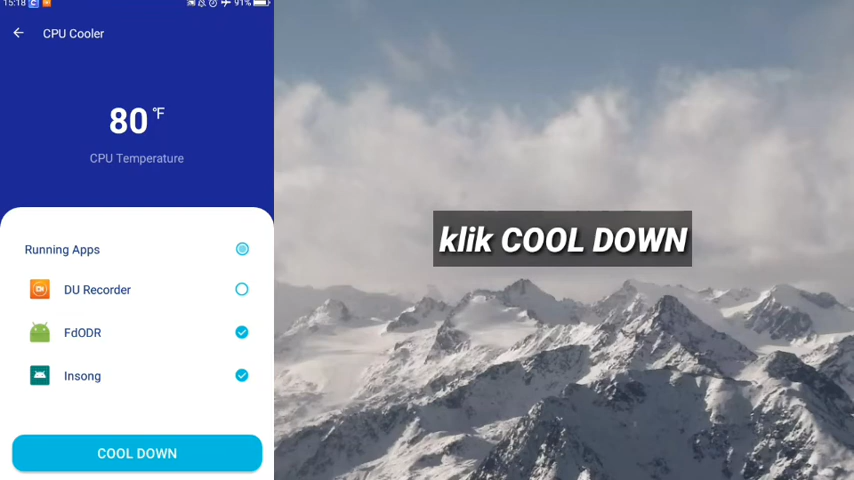 15:18
91%
CPU Cooler
80 °F
CPU Temperature
Running Apps
DU Recorder
FdODR
Insong
COOL DOWN
klik COOL DOWN